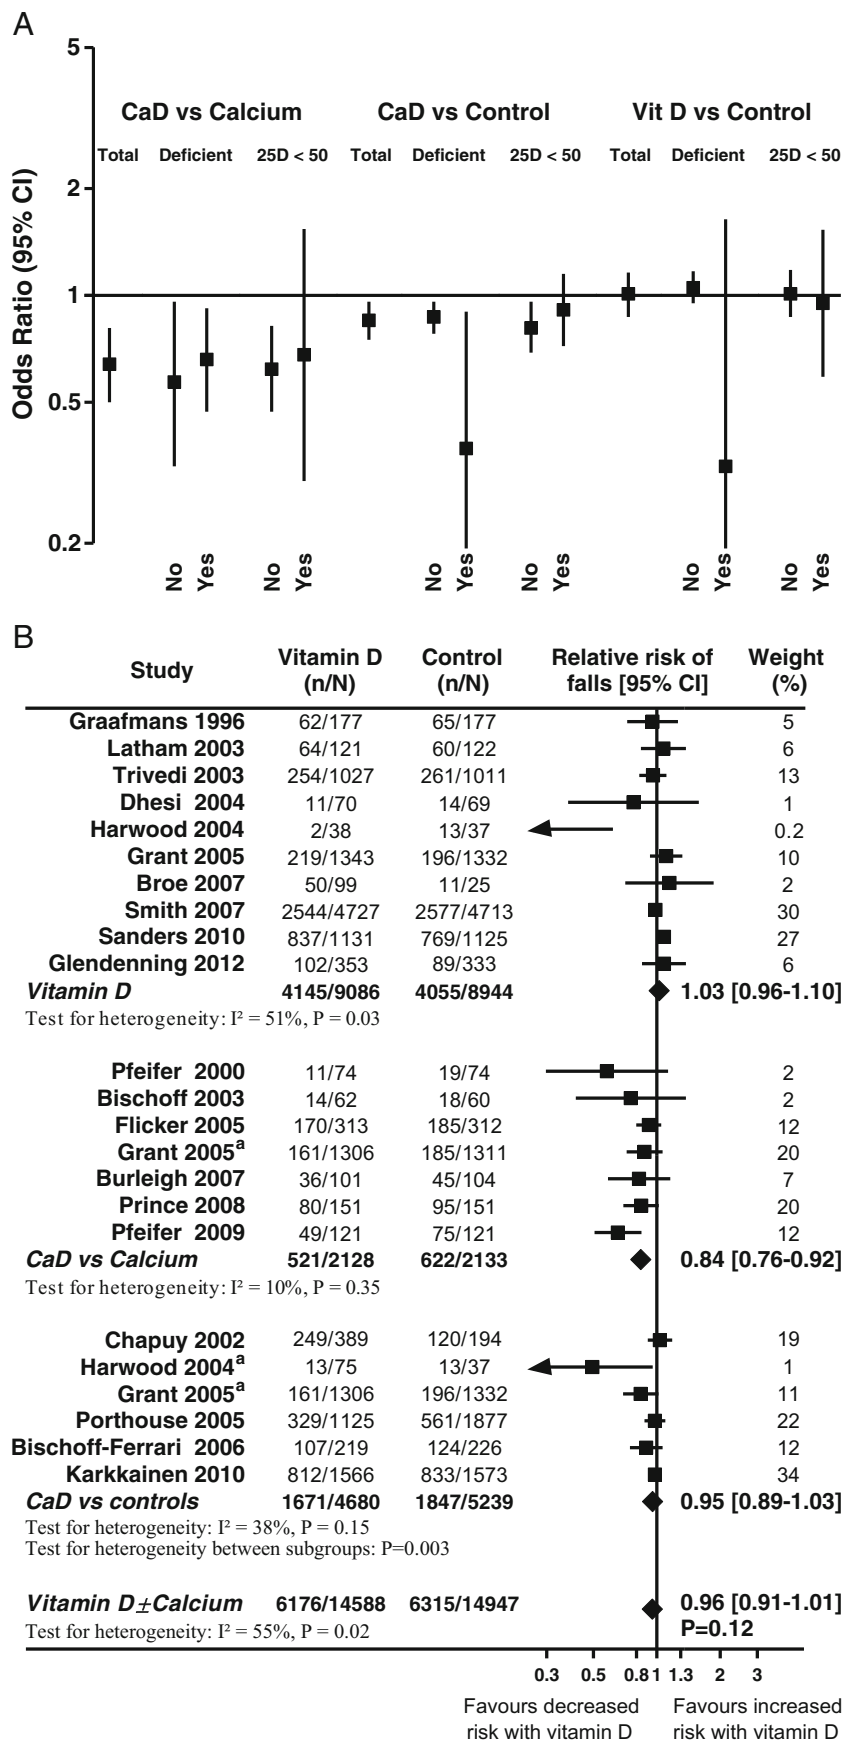 A
5
CaD vs Calcium CaD vs Control Vit D vs Control
Total Deficient 25D < 50 Total Deficient 25D < 50 Total Deficient 25D < 50
2
1
0.5
0.2
Odds Ratio (95% CI)
No Yes No Yes No Yes No Yes No Yes No Yes
B
Study Vitamin D (n/N) Control (n/N) Relative risk of falls [95% CI] Weight (%)
Graafmans 1996 62/177 65/177 5
Latham 2003 64/121 60/122 6
Trivedi 2003 254/1027 261/1011 13
Dhesi 2004 11/70 14/69 1
Harwood 2004 2/38 13/37 0.2
Grant 2005 219/1343 196/1332 10
Broe 2007 50/99 11/25 2
Smith 2007 2544/4727 2577/4713 30
Sanders 2010 837/1131 769/1125 27
Glendenning 2012 102/353 89/333 6
Vitamin D 4145/9086 4055/8944 1.03 [0.96-1.10]
Test for heterogeneity: I² = 51%, P = 0.03
Pfeifer 2000 11/74 19/74 2
Bischoff 2003 14/62 18/60 2
Flicker 2005 170/313 185/312 12
Grant 2005ª 161/1306 185/1311 20
Burleigh 2007 36/101 45/104 7
Prince 2008 80/151 95/151 20
Pfeifer 2009 49/121 75/121 12
CaD vs Calcium 521/2128 622/2133 0.84 [0.76-0.92]
Test for heterogeneity: I² = 10%, P = 0.35
Chapuy 2002 249/389 120/194 19
Harwood 2004ª 13/75 13/37 1
Grant 2005ª 161/1306 196/1332 11
Porthouse 2005 329/1125 561/1877 22
Bischoff-Ferrari 2006 107/219 124/226 12
Karkkainen 2010 812/1566 833/1573 34
CaD vs controls 1671/4680 1847/5239 0.95 [0.89-1.03]
Test for heterogeneity: I² = 38%, P = 0.15
Test for heterogeneity between subgroups: P=0.003
Vitamin D±Calcium 6176/14588 6315/14947 0.96 [0.91-1.01]
P=0.12
Test for heterogeneity: I² = 55%, P = 0.02
0.3 0.5 0.8 1 1.3 2 3
Favours decreased Favours increased
risk with vitamin D risk with vitamin D